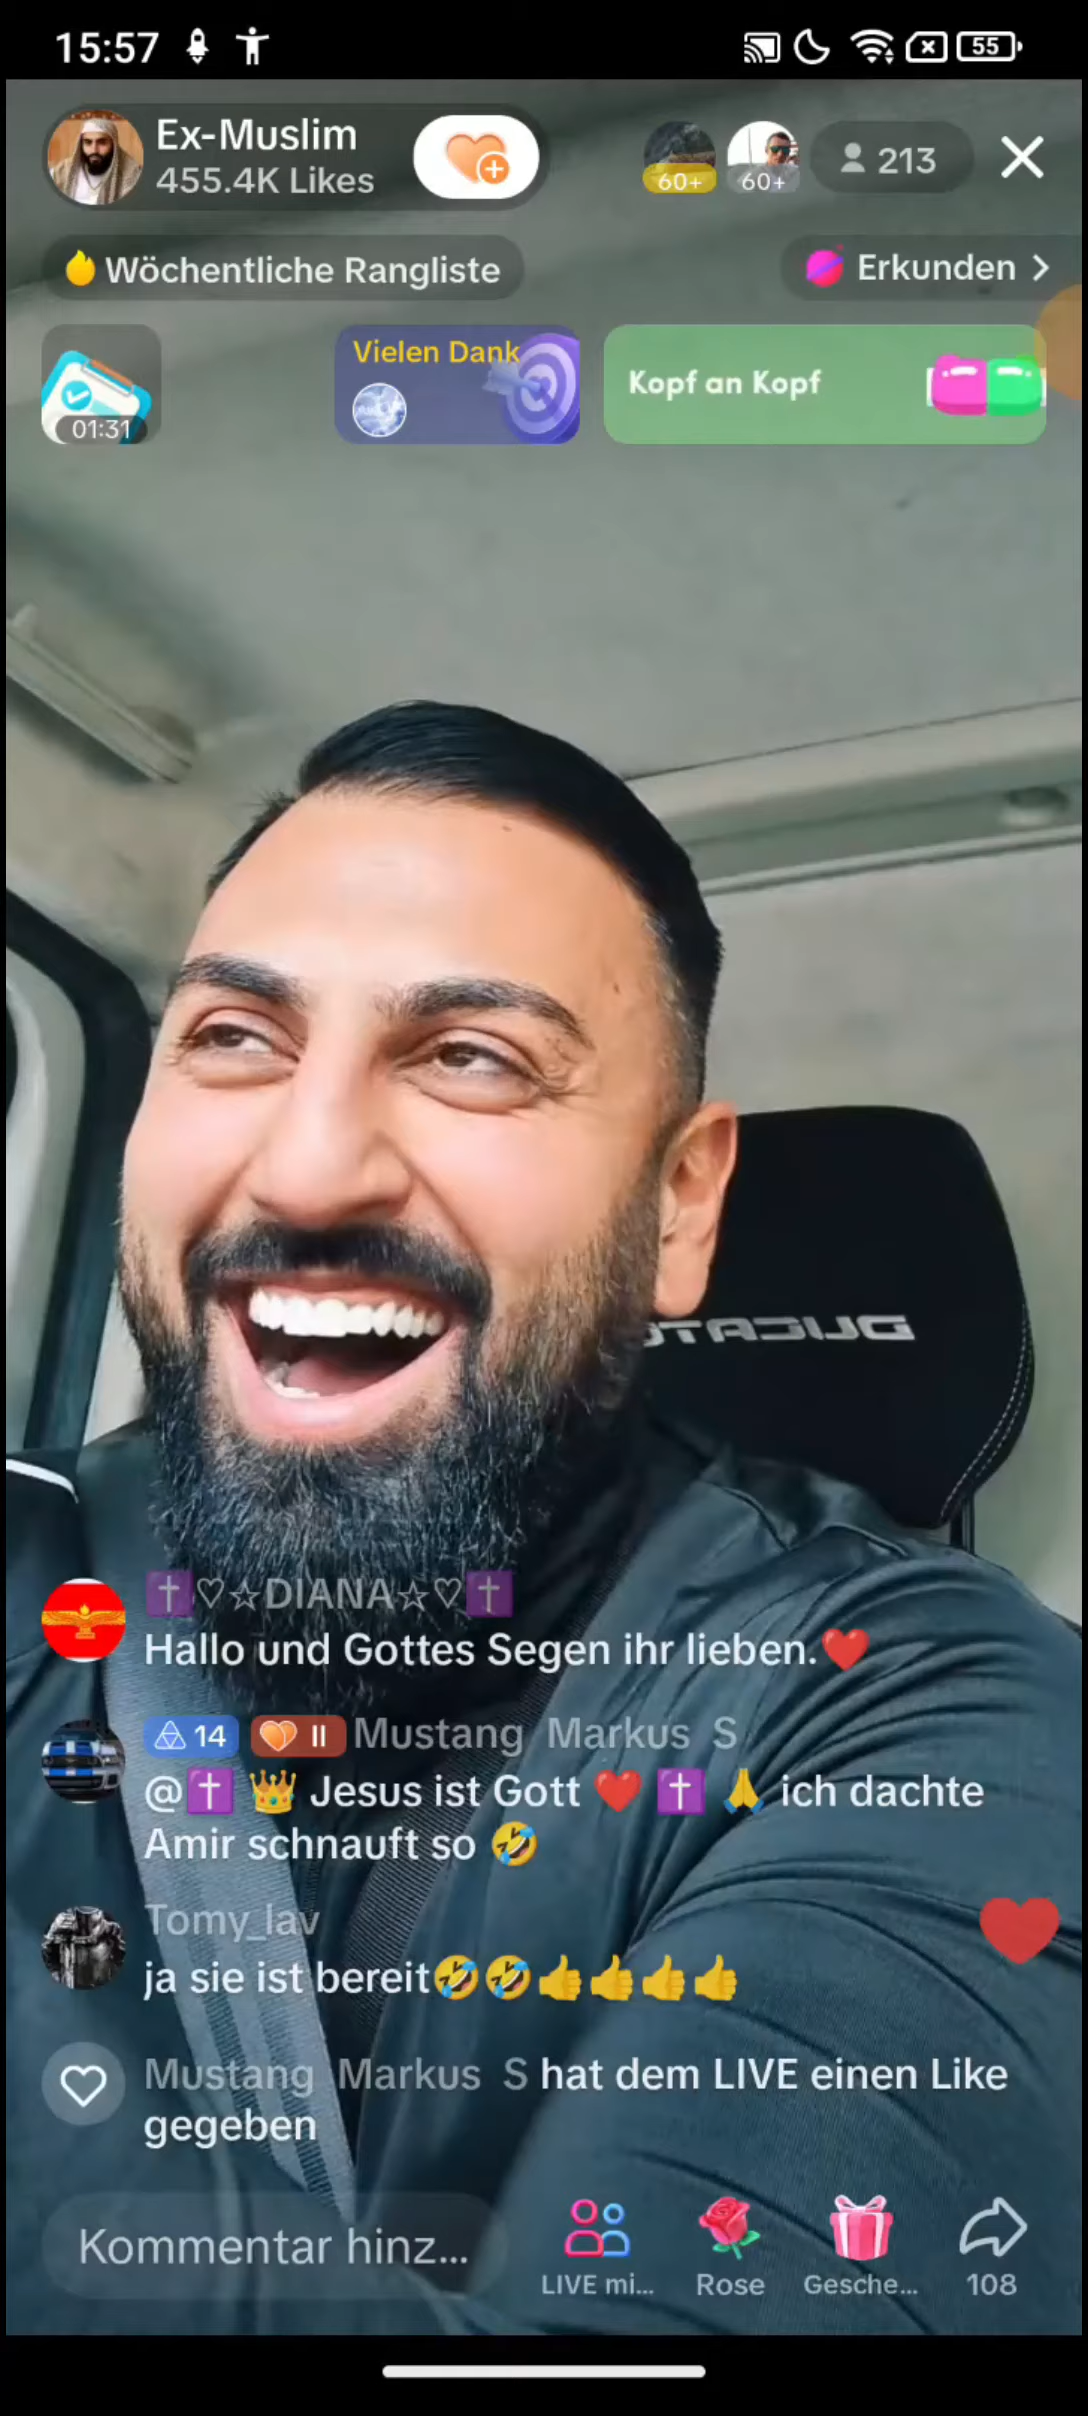 15:57
55
Ex-Muslim
455.4K Likes
60+
60+
213
Wöchentliche Rangliste
Erkunden >
Vielen Dank
Kopf an Kopf
01:31
DUCATO
✝️♡☆DIANA☆♡✝️
Hallo und Gottes Segen ihr lieben.❤️
14 II Mustang Markus S
@✝️ 👑 Jesus ist Gott ❤️ ✝️ 🙏 ich dachte
Amir schnauft so 🤣
Tomy_lav
ja sie ist bereit🤣🤣👍👍👍👍
Mustang Markus S hat dem LIVE einen Like
gegeben
Kommentar hinz...
LIVE mi...
Rose
Gesche...
108